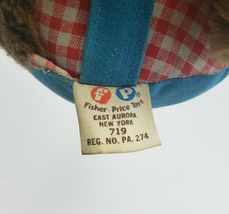 f P
Fisher-Price Toys
EAST AURORA
NEW YORK
719
REG. NO. PA. 274